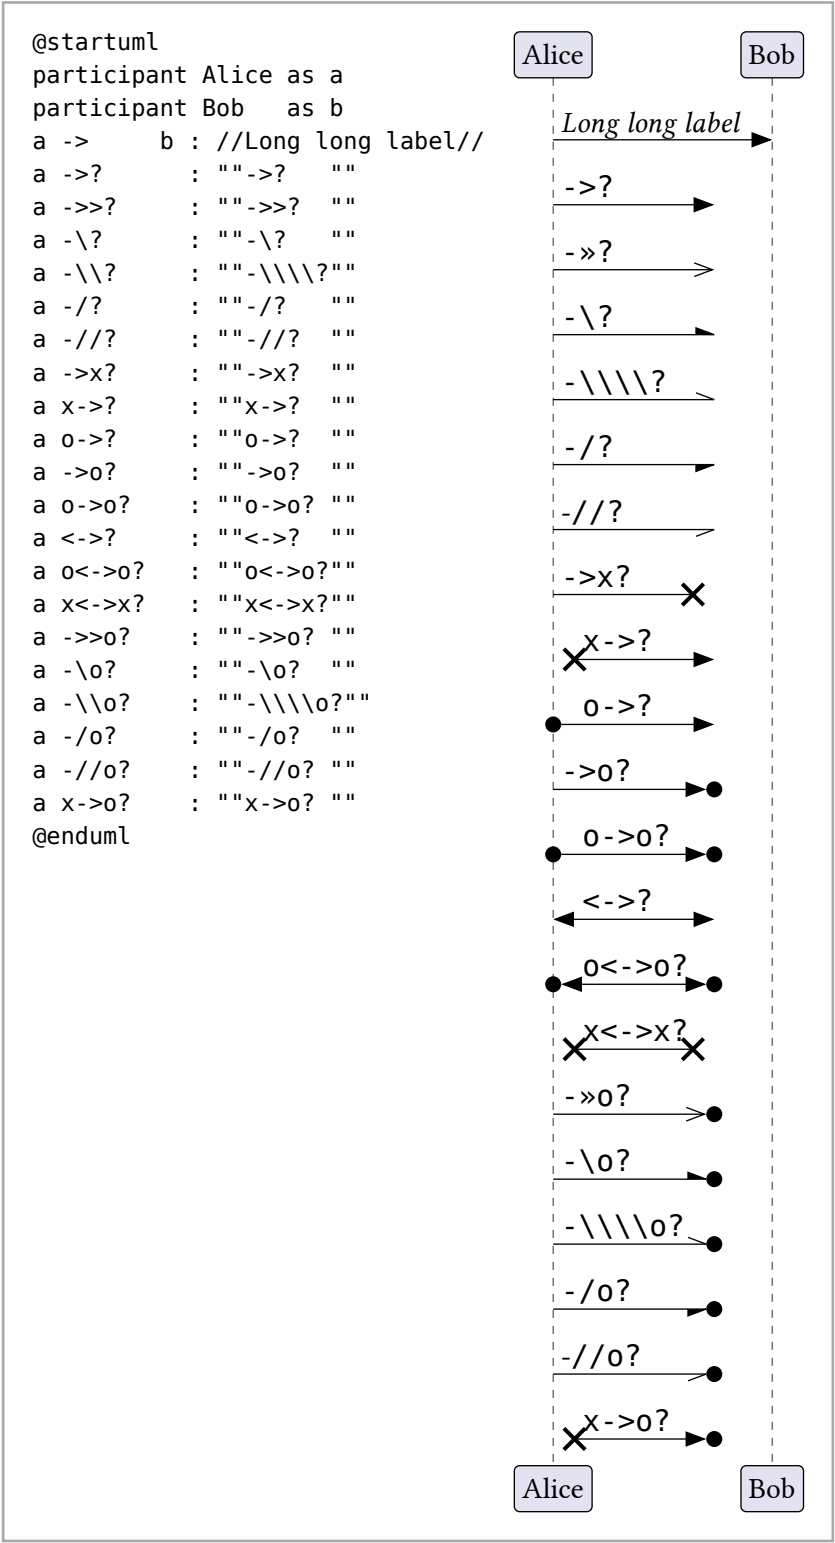 @startuml
participant Alice as a
participant Bob   as b
a ->     b : //Long long label//
a ->?      : ""->?   ""
a ->>?     : ""->>?  ""
a -\?      : ""-\?   ""
a -\\?     : ""-\\\\?""
a -/?      : ""-/?   ""
a -//?     : ""-//?  ""
a ->x?     : ""->x?  ""
a x->?     : ""x->?  ""
a o->?     : ""o->?  ""
a ->o?     : ""->o?  ""
a o->o?    : ""o->o? ""
a <->?     : ""<->?  ""
a o<->o?   : ""o<->o?""
a x<->x?   : ""x<->x?""
a ->>o?    : ""->>o? ""
a -\o?     : ""-\o?  ""
a -\\o?    : ""-\\\\o?""
a -/o?     : ""-/o?  ""
a -//o?    : ""-//o? ""
a x->o?    : ""x->o? ""
@enduml
Alice Bob
Long long label
->?
-»?
-\?
-\\\\?
-/?
-//?
->x?
x->?
o->?
->o?
o->o?
<->?
o<->o?
x<->x?
-»o?
-\o?
-\\\\o?
-/o?
-//o?
x->o?
Alice Bob